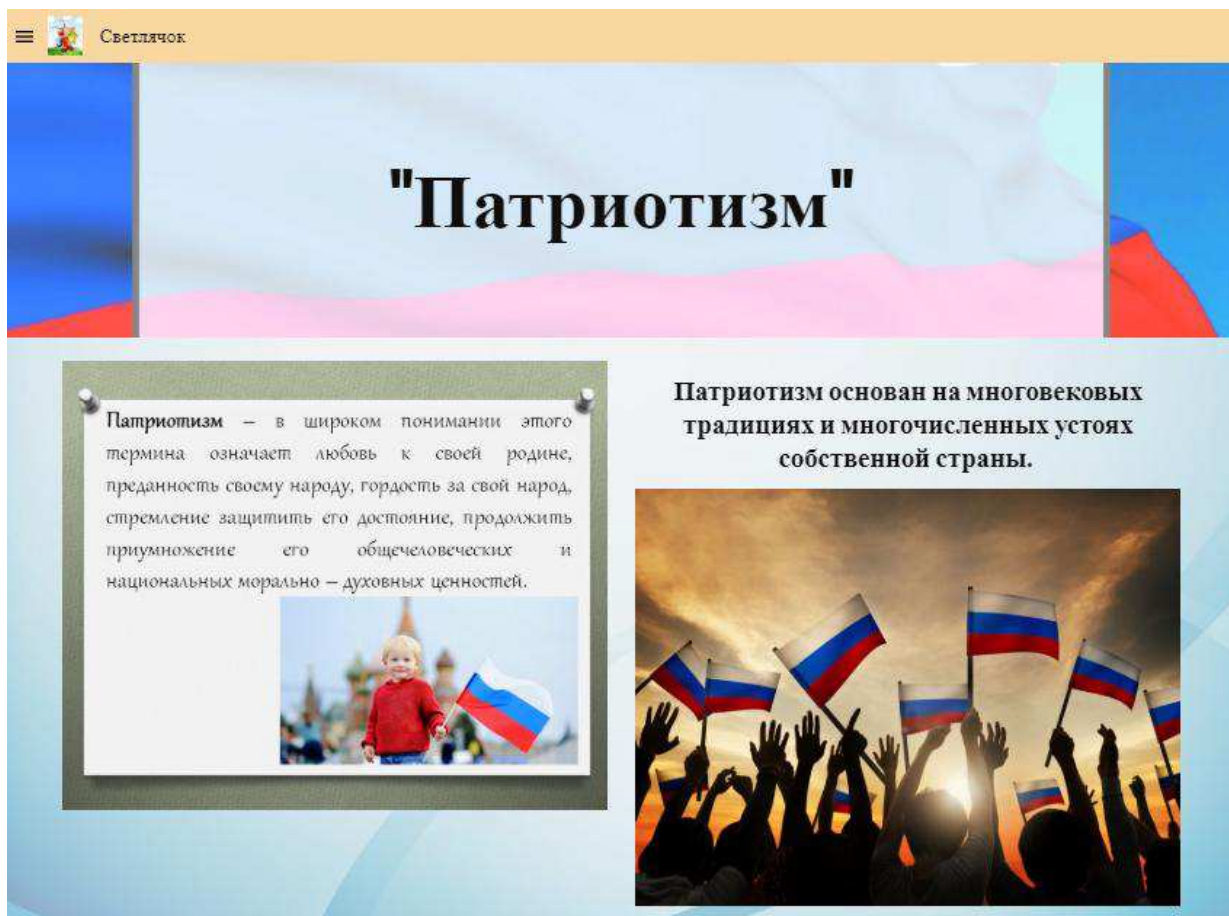 Светлячок
"Патриотизм"
Патриотизм – в широком понимании этого
термина означает любовь к своей родине,
преданность своему народу, гордость за свой народ,
стремление защитить его достояние, продолжить
приумножение его общечеловеческих и
национальных морально – духовных ценностей.
Патриотизм основан на многовековых
традициях и многочисленных устоях
собственной страны.